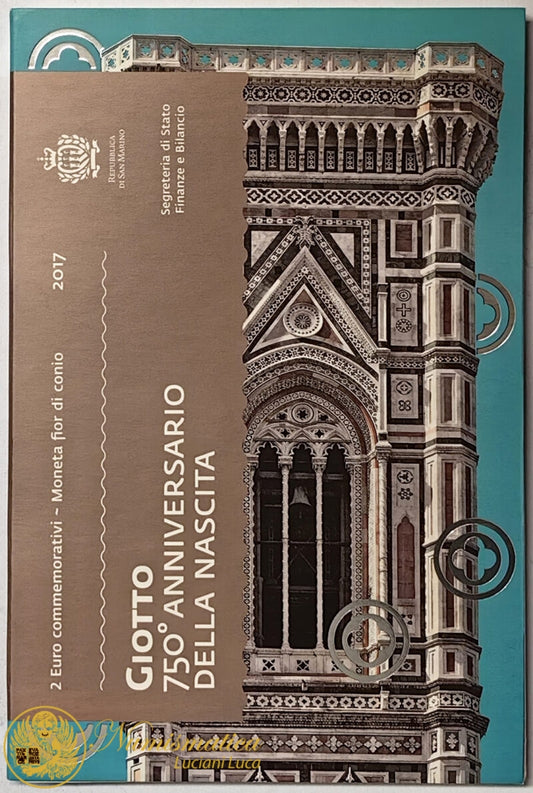 2 Euro commemorativi ~ Moneta fior di conio 2017
GIOTTO
750° ANNIVERSARIO
DELLA NASCITA
REPUBBLICA
DI SAN MARINO
Segreteria di Stato
Finanze e Bilancio
Numismatica
Luciani Luca